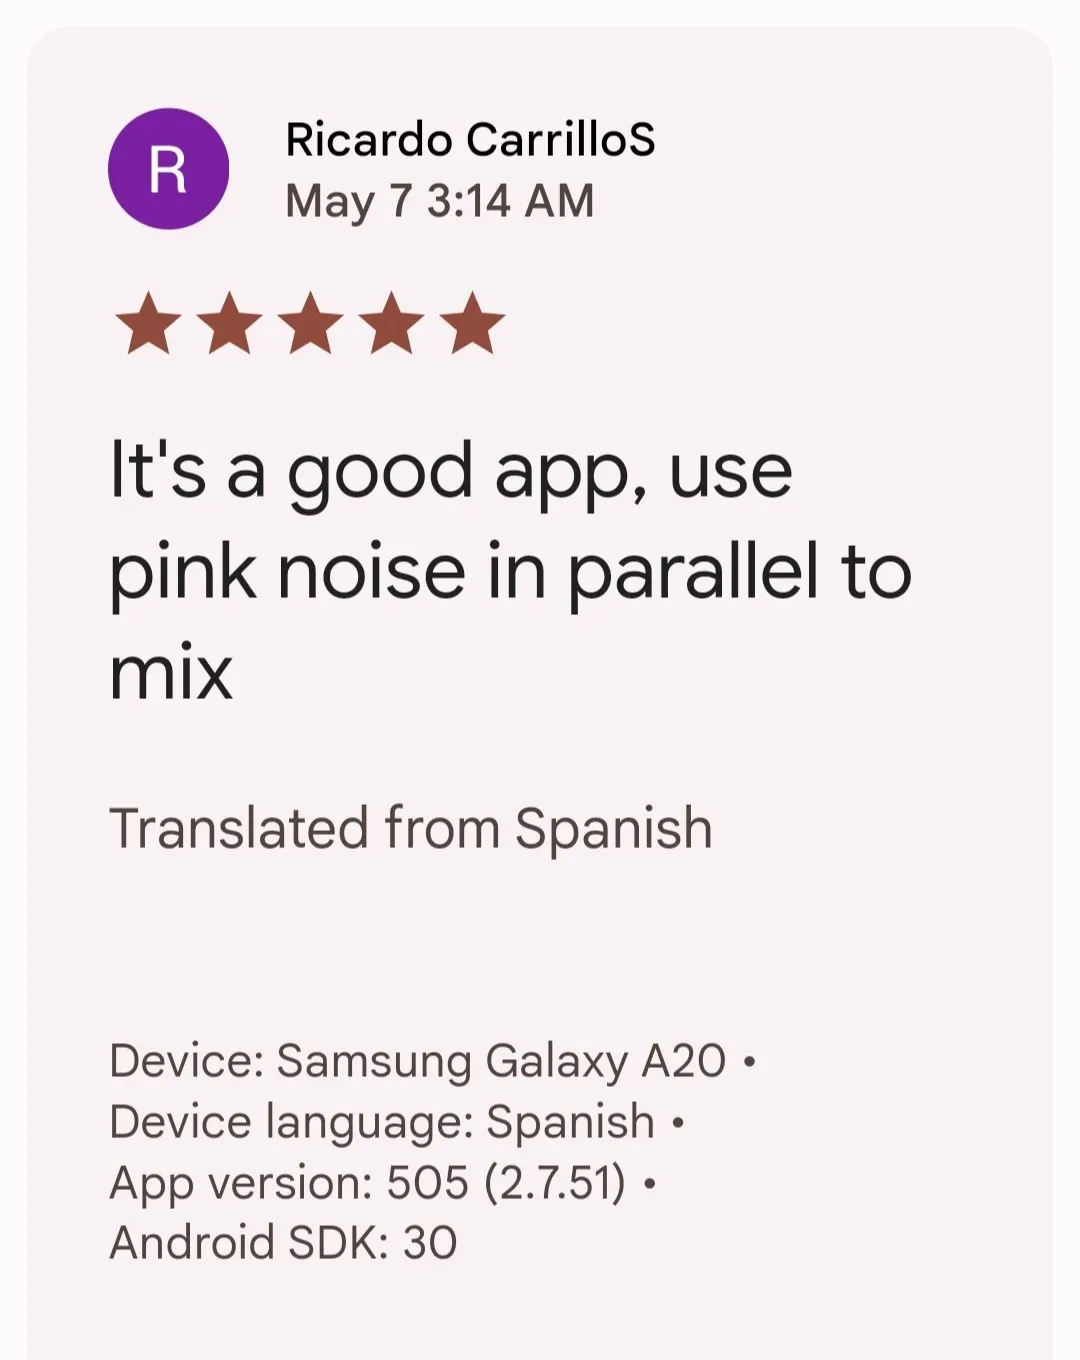 R
Ricardo CarrilloS
May 7 3:14 AM
It's a good app, use
pink noise in parallel to
mix
Translated from Spanish
Device: Samsung Galaxy A20 •
Device language: Spanish •
App version: 505 (2.7.51) •
Android SDK: 30